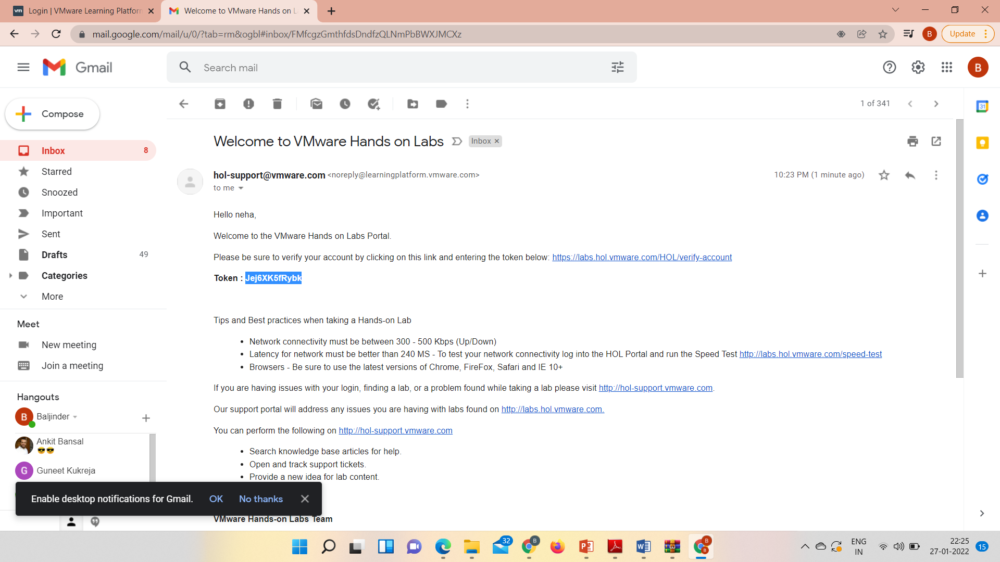 Login | VMware Learning Platform
Welcome to VMware Hands on L
mail.google.com/mail/u/0/?tab=rm&ogbl#inbox/FMfcgzGmthfdsDndfzQLNmPbBWXJMCXz
B
Update
Gmail
Search mail
B
Compose
1 of 341
31
Welcome to VMware Hands on Labs
Inbox ×
Inbox 8
Starred
Snoozed
Important
Sent
Drafts 49
Categories
More
hol-support@vmware.com <noreply@learningplatform.vmware.com>
10:23 PM (1 minute ago)
to me
Hello neha,
Welcome to the VMware Hands on Labs Portal.
Please be sure to verify your account by clicking on this link and entering the token below: https://labs.hol.vmware.com/HOL/verify-account
Token : Jej6XK5fRybk
Tips and Best practices when taking a Hands-on Lab
• Network connectivity must be between 300 - 500 Kbps (Up/Down)
• Latency for network must be better than 240 MS - To test your network connectivity log into the HOL Portal and run the Speed Test http://labs.hol.vmware.com/speed-test
• Browsers - Be sure to use the latest versions of Chrome, FireFox, Safari and IE 10+
If you are having issues with your login, finding a lab, or a problem found while taking a lab please visit http://hol-support.vmware.com.
Our support portal will address any issues you are having with labs found on http://labs.hol.vmware.com.
You can perform the following on http://hol-support.vmware.com
• Search knowledge base articles for help.
• Open and track support tickets.
• Provide a new idea for lab content.
VMware Hands-on Labs Team
Meet
New meeting
Join a meeting
Hangouts
B Baljinder
Ankit Bansal
😎😎
G Guneet Kukreja
Enable desktop notifications for Gmail. OK No thanks
32
B
B
B
ENG
IN
22:25
27-01-2022
15